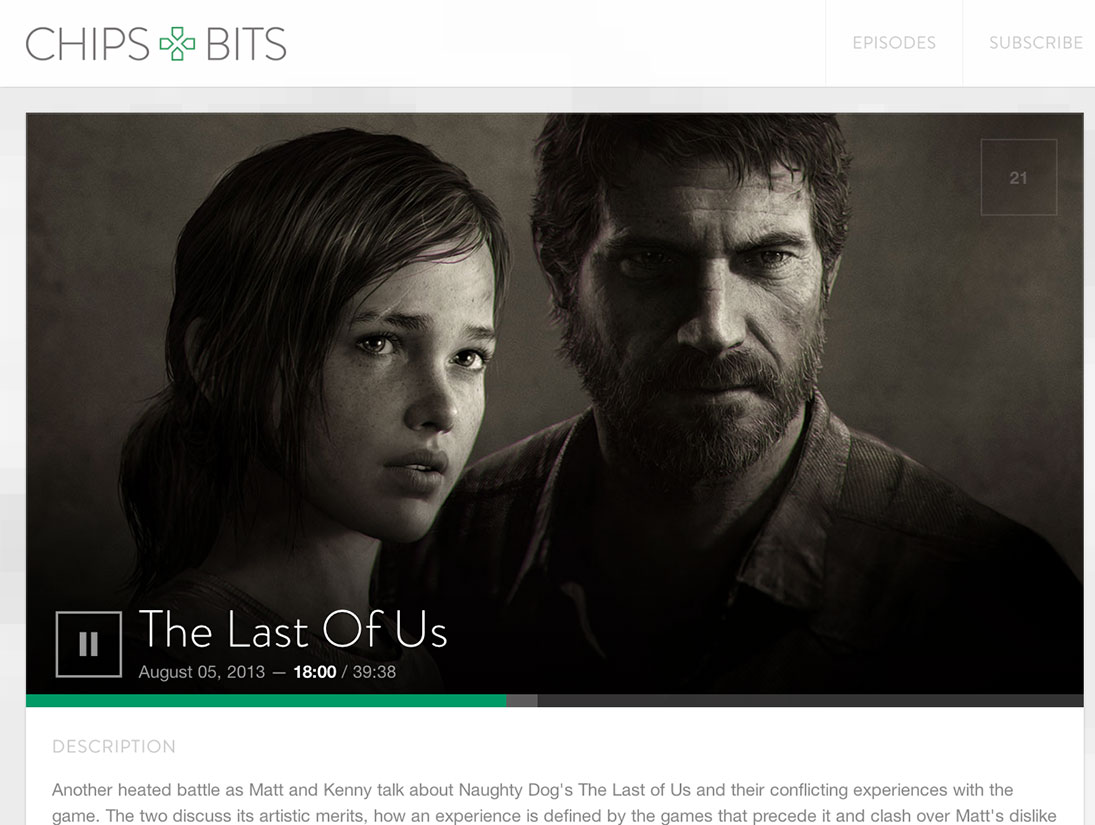 CHIPS BITS
EPISODES
SUBSCRIBE
21
The Last Of Us
August 05, 2013 — 18:00 / 39:38
DESCRIPTION
Another heated battle as Matt and Kenny talk about Naughty Dog's The Last of Us and their conflicting experiences with the
game. The two discuss its artistic merits, how an experience is defined by the games that precede it and clash over Matt's dislike